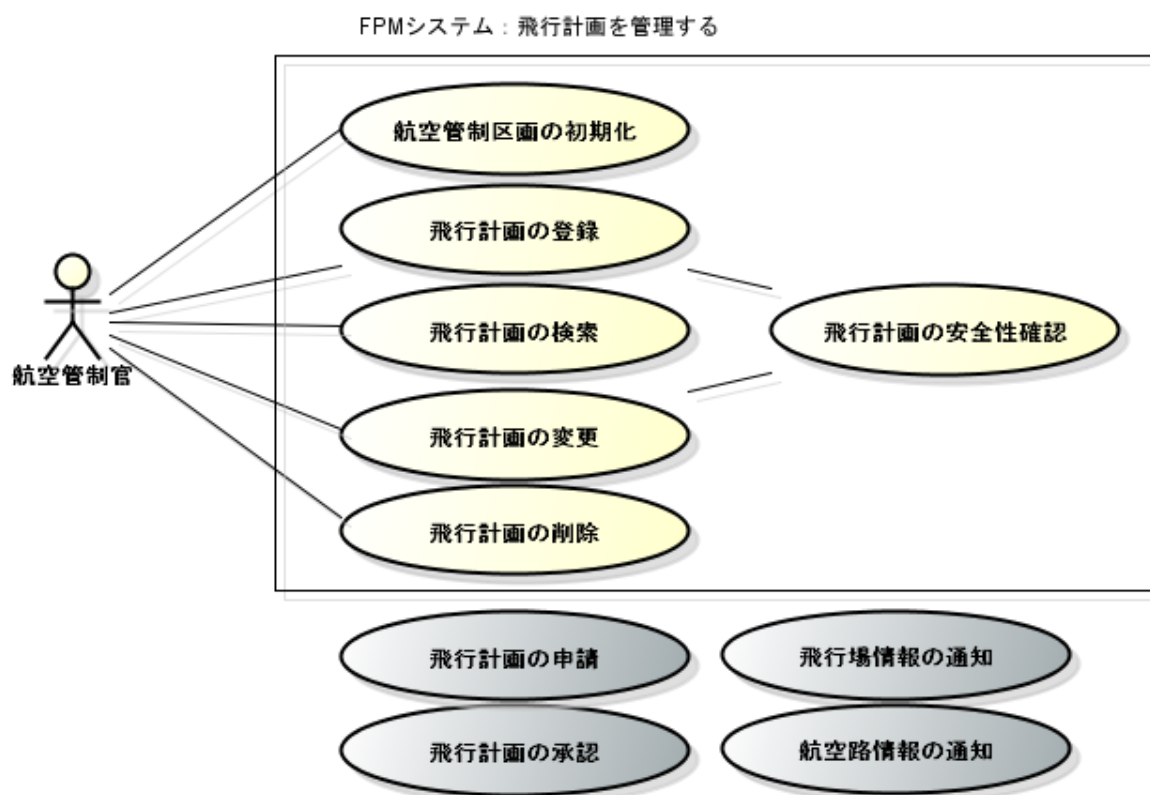 FPMシステム：飛行計画を管理する
航空管制区画の初期化
飛行計画の登録
飛行計画の検索
飛行計画の安全性確認
航空管制官
飛行計画の変更
飛行計画の削除
飛行計画の申請
飛行場情報の通知
飛行計画の承認
航空路情報の通知